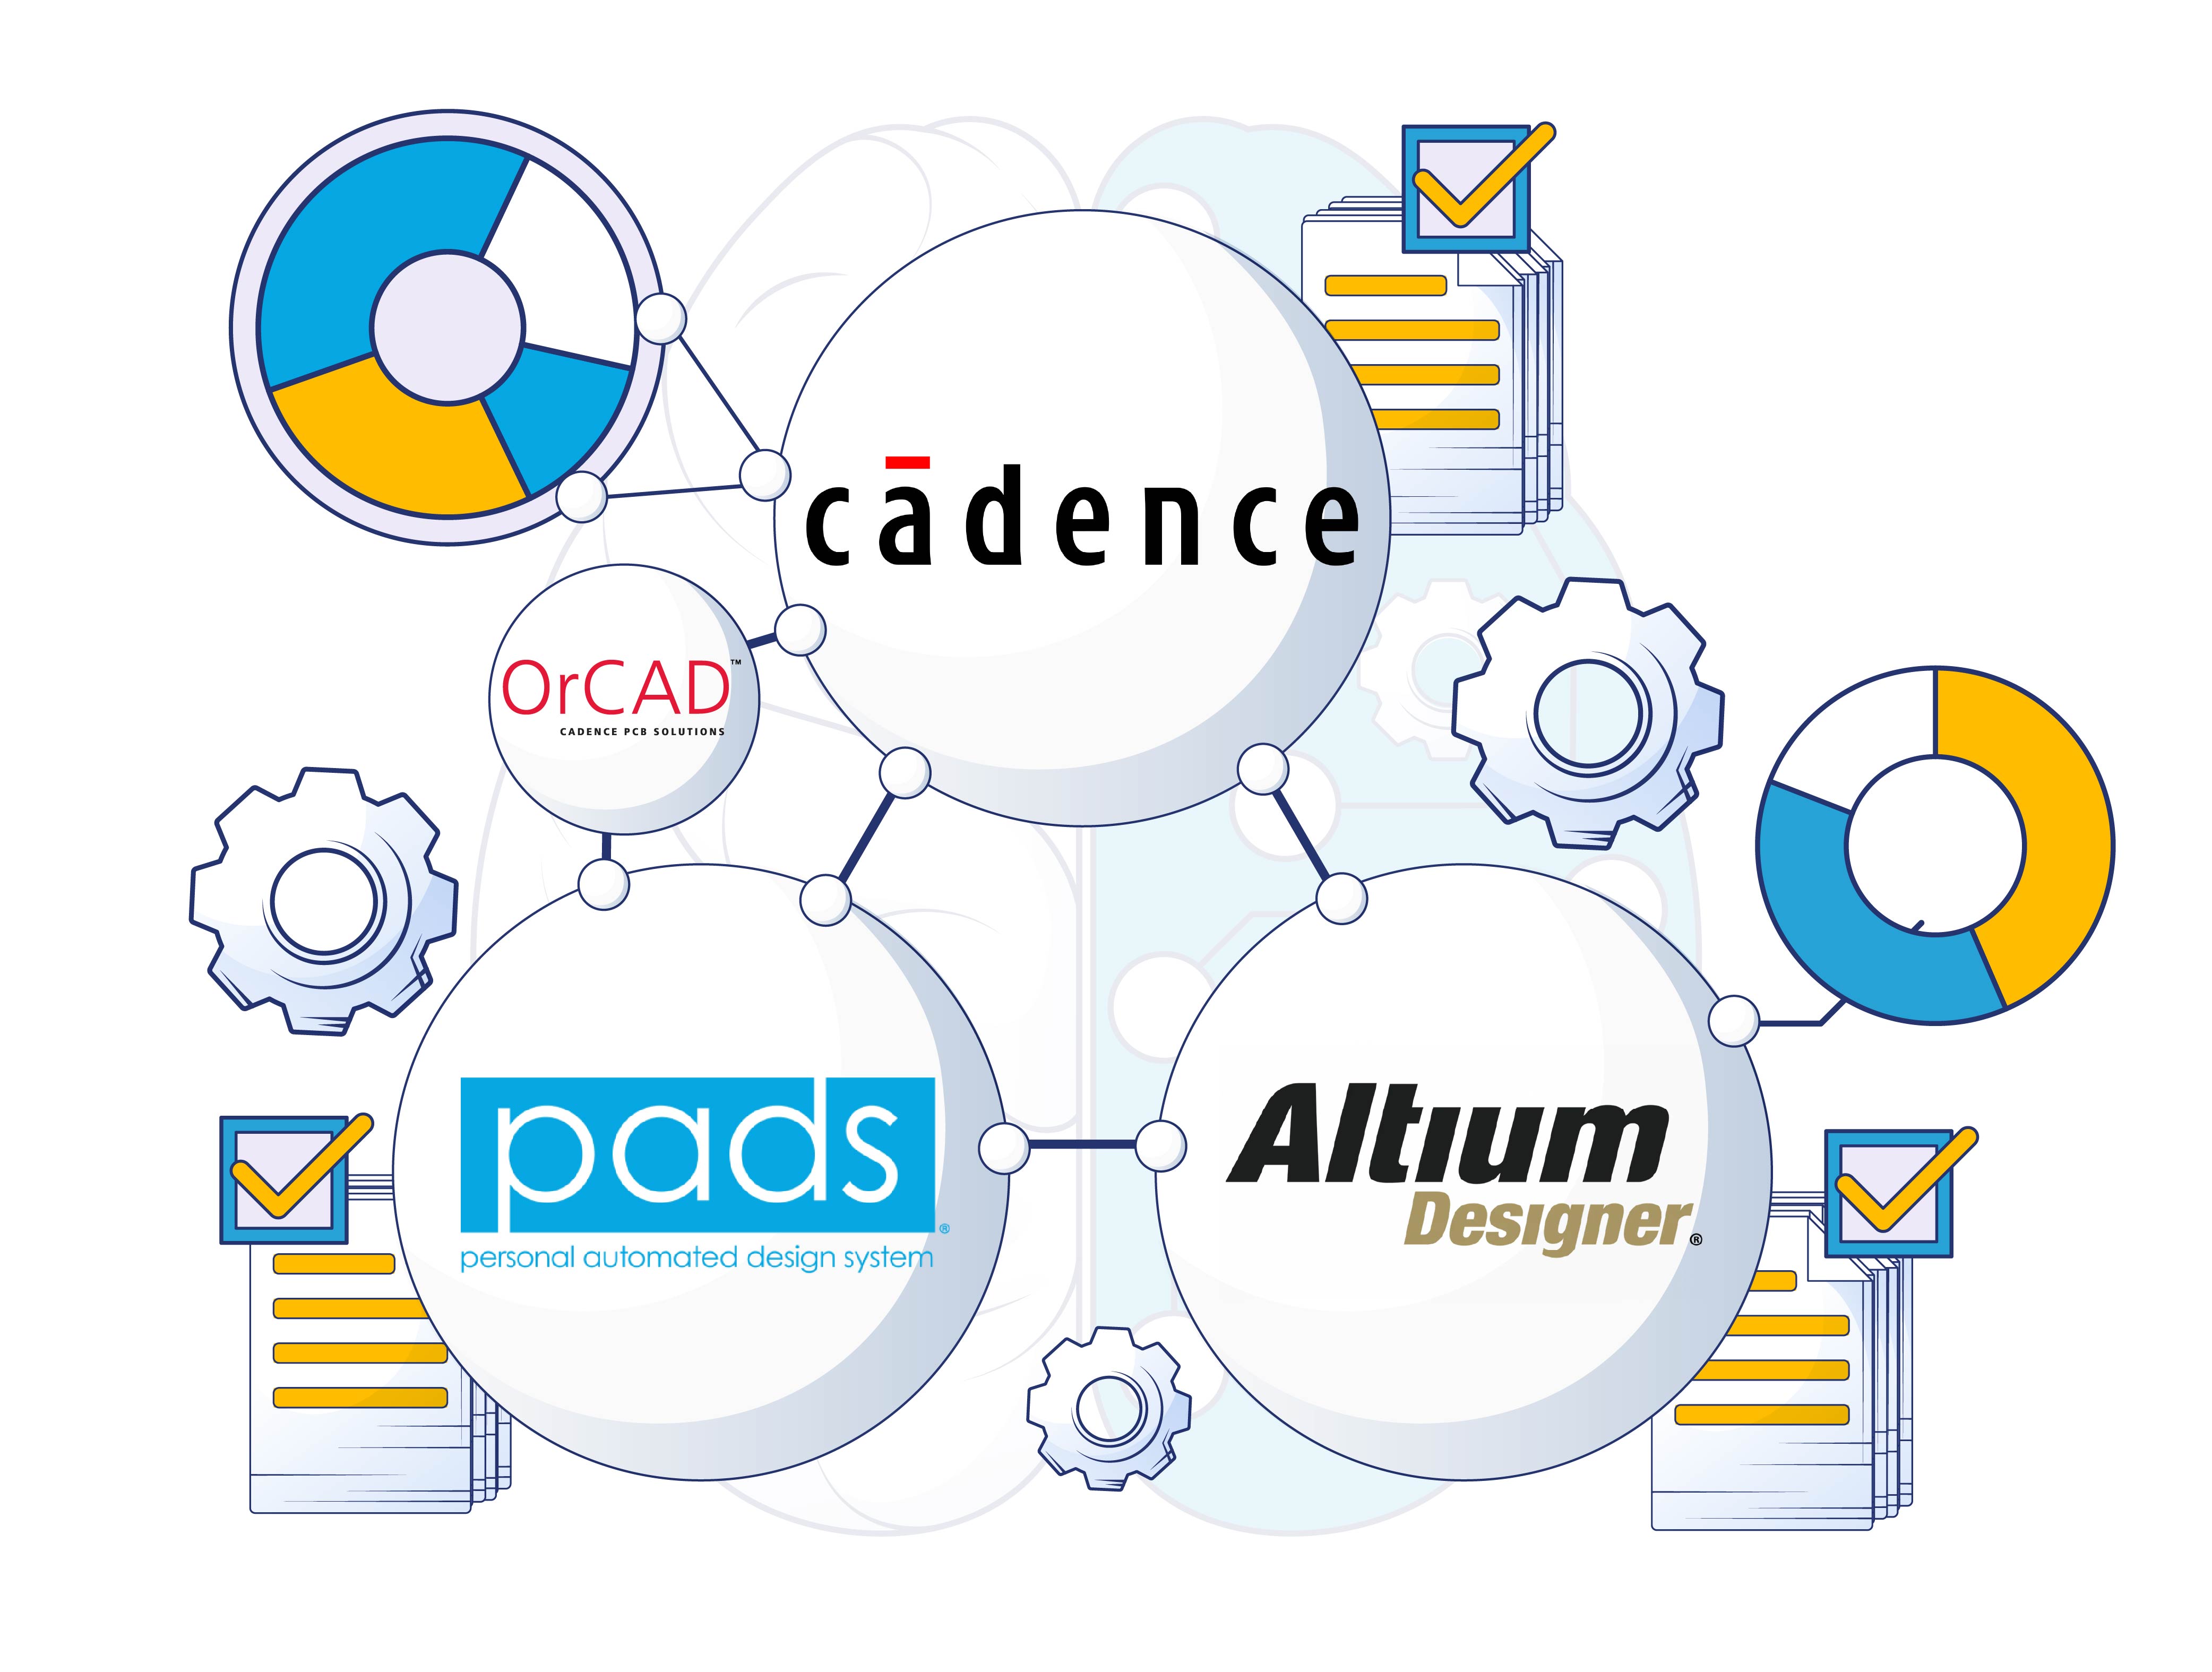 cādence
OrCAD™
CADENCE PCB SOLUTIONS
pads®
personal automated design system
Altium
Designer®